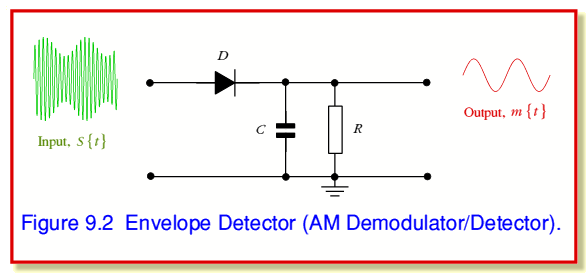 D
C
R
Input, S{t}
Output, m{t}
Figure 9.2 Envelope Detector (AM Demodulator/Detector).